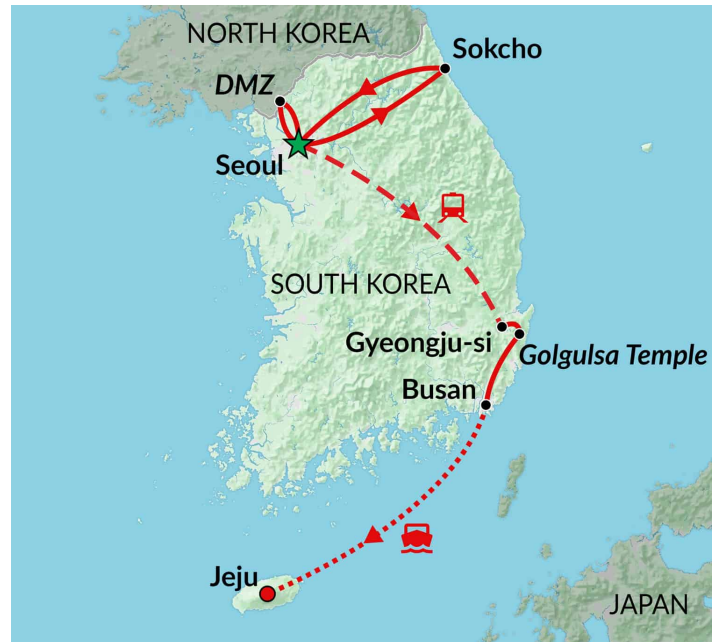 NORTH KOREA
Sokcho
DMZ
Seoul
SOUTH KOREA
Gyeongju-si
Golgulsa Temple
Busan
Jeju
JAPAN